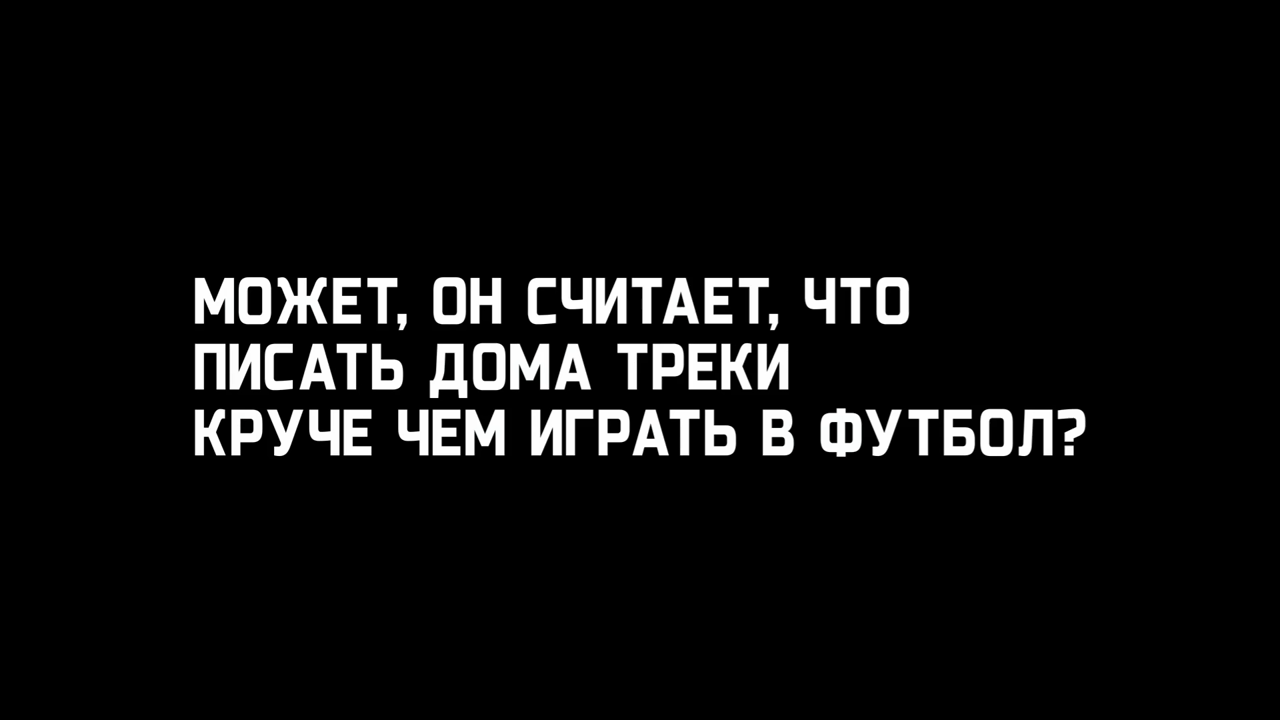 МОЖЕТ, ОН СЧИТАЕТ, ЧТО
ПИСАТЬ ДОМА ТРЕКИ
КРУЧЕ ЧЕМ ИГРАТЬ В ФУТБОЛ?